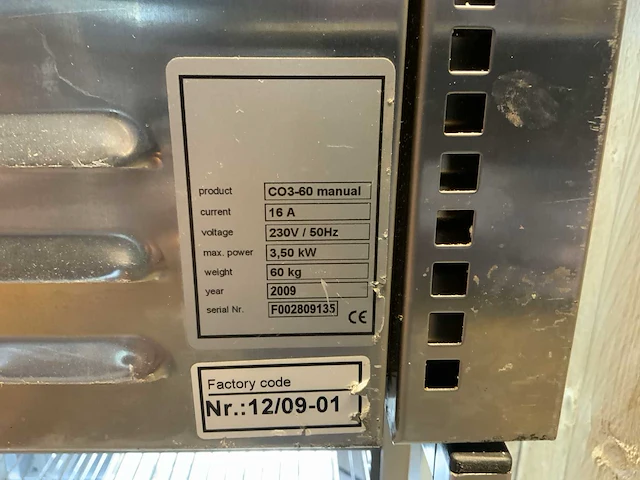 product CO3-60 manual
current 16 A
voltage 230V / 50Hz
max. power 3,50 kW
weight 60 kg
year 2009
serial Nr. F002809135 CE
Factory code
Nr.:12/09-01